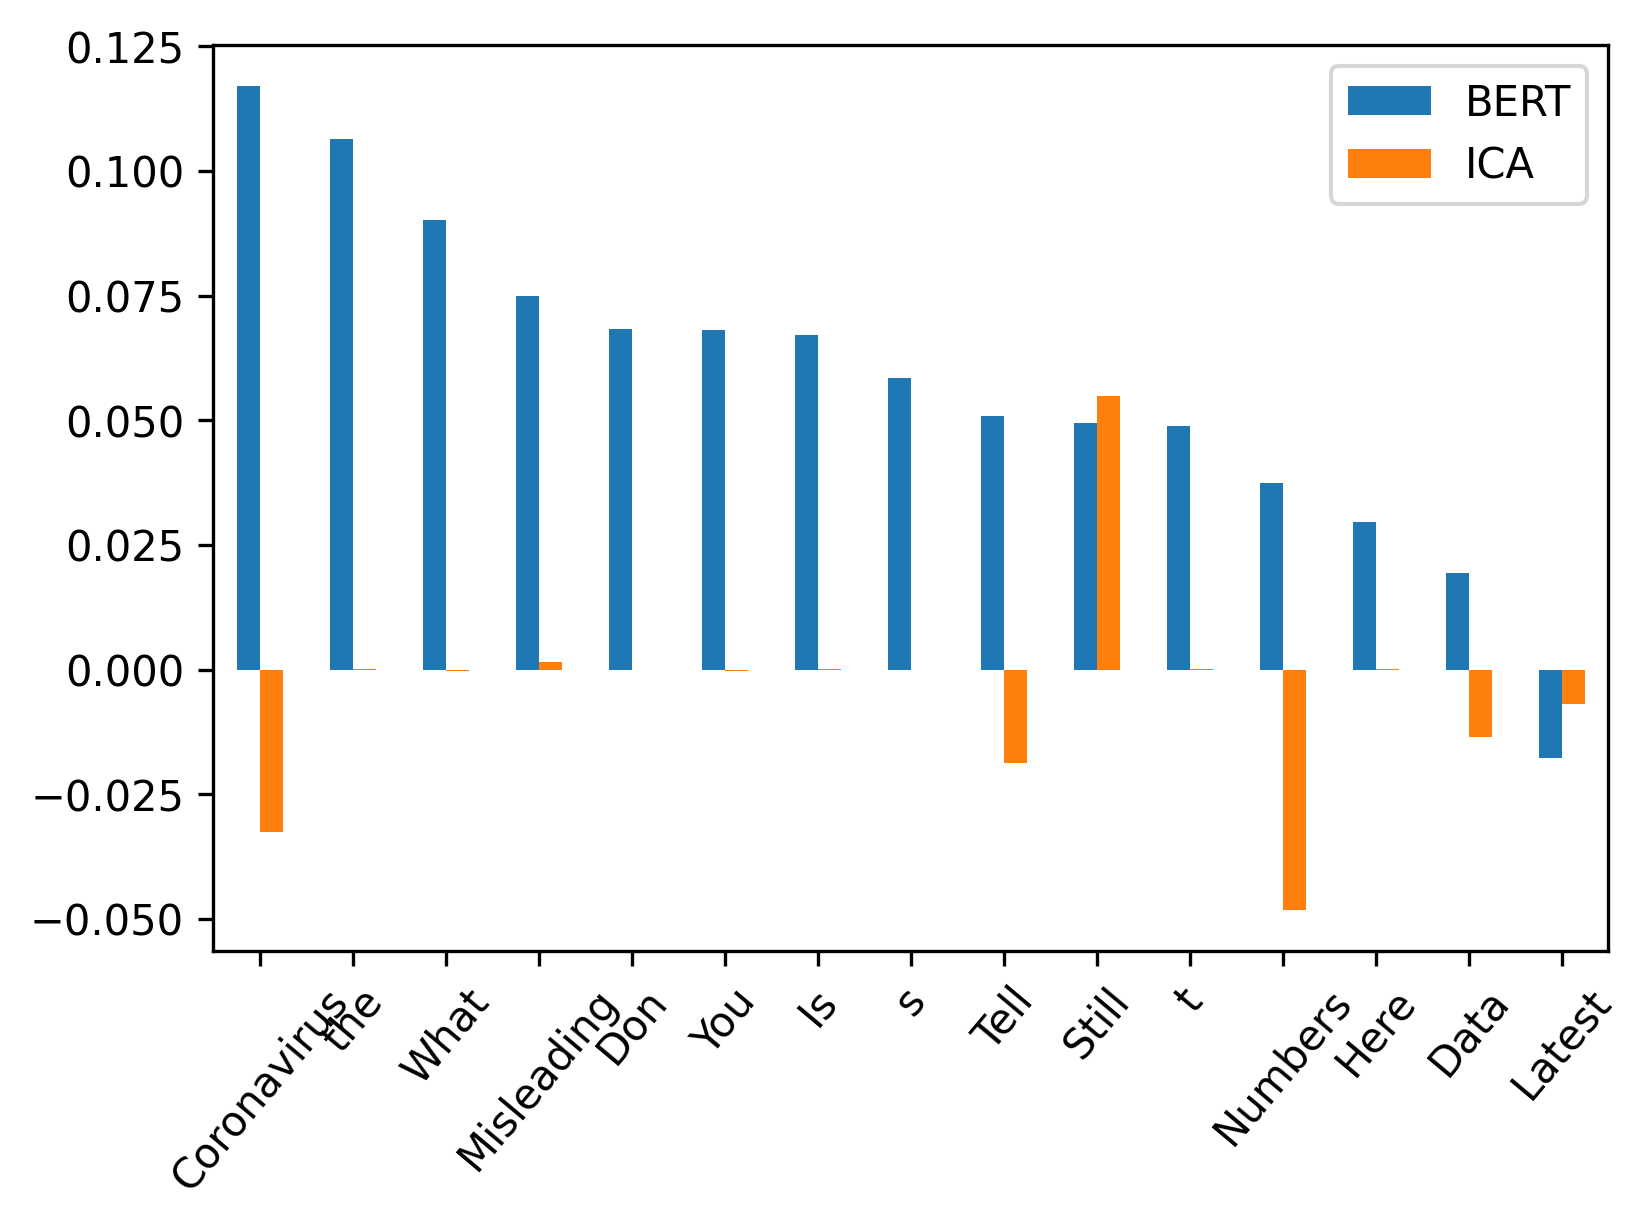 0.125
0.100
0.075
0.050
0.025
0.000
−0.025
−0.050
BERT
ICA
Coronavirus
the
What
Misleading
Don
You
Is
s
Tell
Still
t
Numbers
Here
Data
Latest